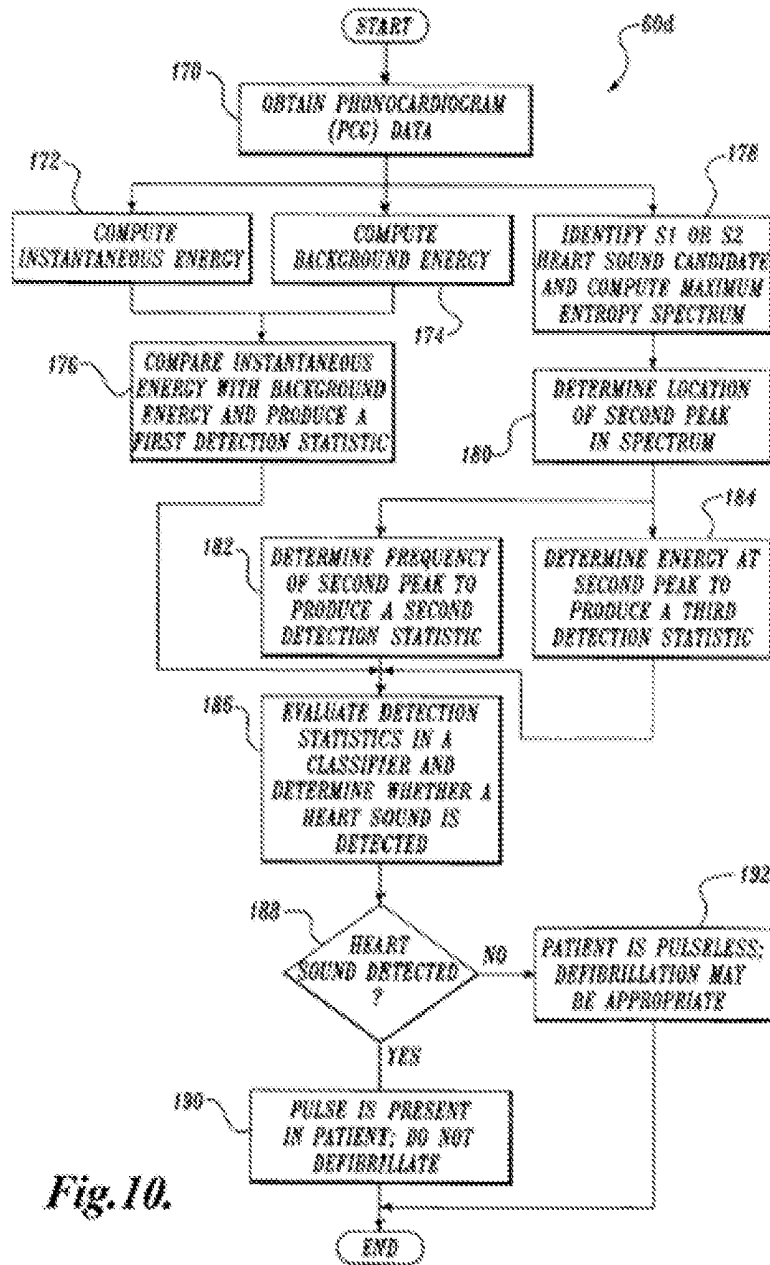 START
60d
170
OBTAIN PHONOCARDIOGRAM
(PCG) DATA
172
COMPUTE
INSTANTANEOUS ENERGY
COMPUTE
BACKGROUND ENERGY
174
178
IDENTIFY S1 OR S2
HEART SOUND CANDIDATE
AND COMPUTE MAXIMUM
ENTROPY SPECTRUM
176
COMPARE INSTANTANEOUS
ENERGY WITH BACKGROUND
ENERGY AND PRODUCE A
FIRST DETECTION STATISTIC
DETERMINE LOCATION
OF SECOND PEAK
IN SPECTRUM
180
182
DETERMINE FREQUENCY
OF SECOND PEAK TO
PRODUCE A SECOND
DETECTION STATISTIC
184
DETERMINE ENERGY AT
SECOND PEAK TO
PRODUCE A THIRD
DETECTION STATISTIC
186
EVALUATE DETECTION
STATISTICS IN A
CLASSIFIER AND
DETERMINE WHETHER A
HEART SOUND IS
DETECTED
188
HEART
SOUND DETECTED
?
NO
192
PATIENT IS PULSELESS;
DEFIBRILLATION MAY
BE APPROPRIATE
YES
190
PULSE IS PRESENT
IN PATIENT; DO NOT
DEFIBRILLATE
Fig.10.
END